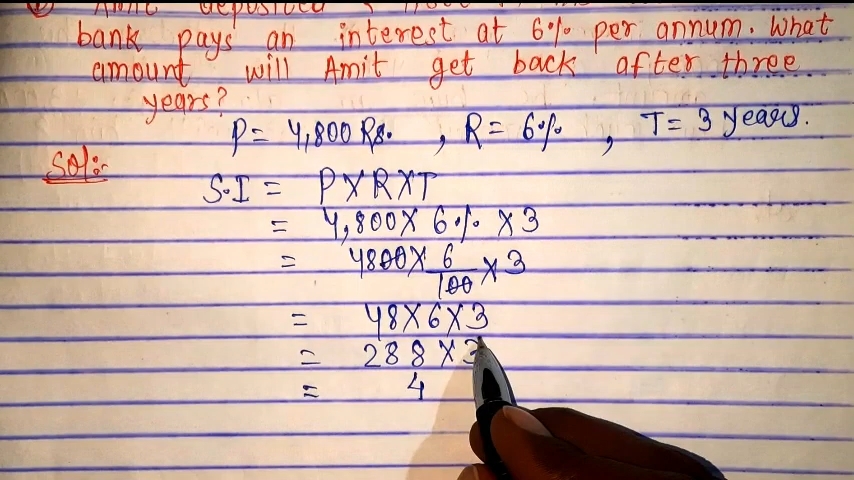 Amit deposited
bank pays an interest at 6% per annum. What
amount will Amit get back after three
years?
P = 4,800 Rs. , R = 6% , T = 3 years.
Sol:-
S.I = P X R X T
= 4,800 X 6% X 3
= 4800 X 6/100 X 3
= 48 X 6 X 3
= 288 X 3
= 4